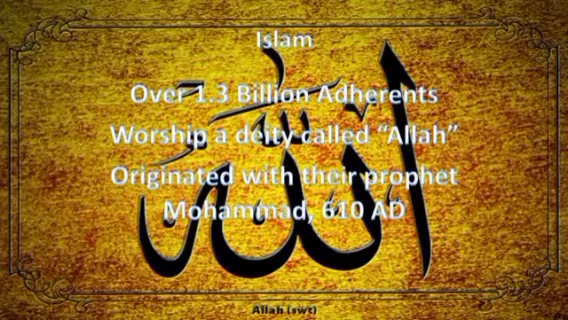 Islam
Over 1.3 Billion Adherents
Worship a deity called “Allah”
Originated with their prophet
Mohammad, 610 AD
الله
Allah (swt)